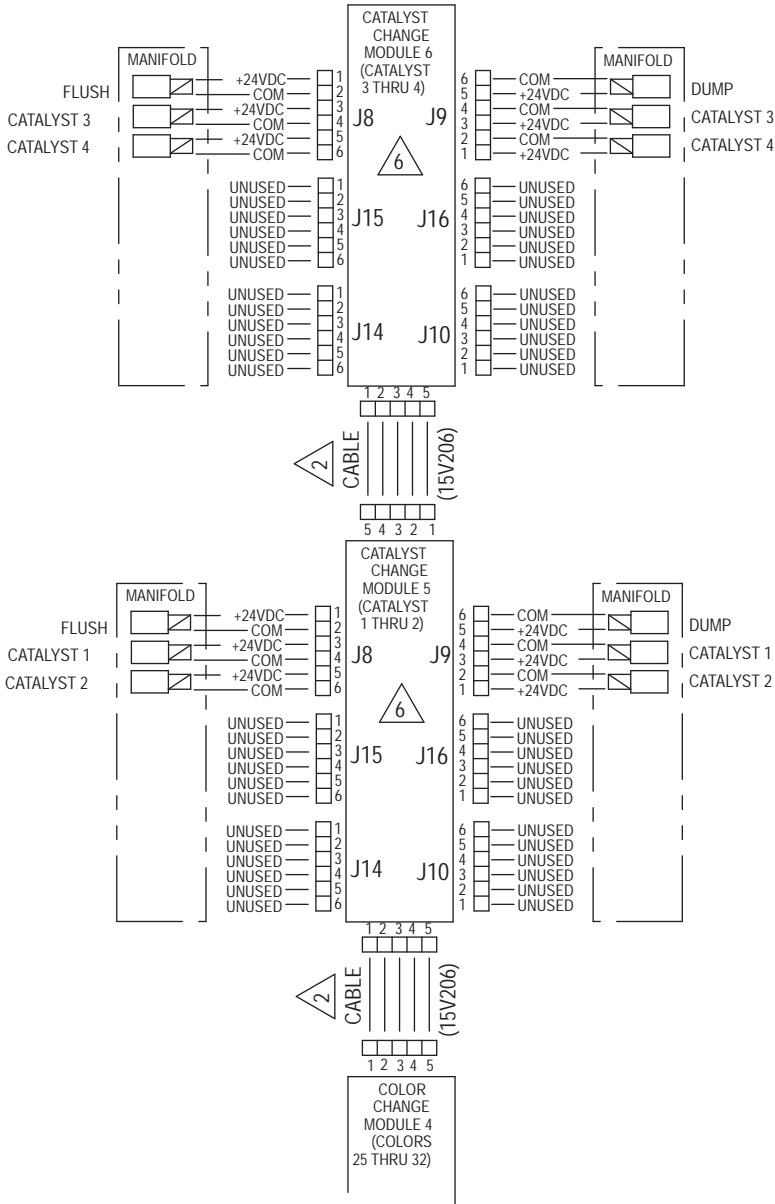 CATALYST
CHANGE
MODULE 6
(CATALYST
3 THRU 4)
MANIFOLD
FLUSH
CATALYST 3
CATALYST 4
+24VDC 1
COM 2
+24VDC 3
COM 4
+24VDC 5
COM 6
J8
J9
6 COM
5 +24VDC
4 COM
3 +24VDC
2 COM
1 +24VDC
MANIFOLD
DUMP
CATALYST 3
CATALYST 4
6
UNUSED 1
UNUSED 2
UNUSED 3
UNUSED 4
UNUSED 5
UNUSED 6
J15
J16
6 UNUSED
5 UNUSED
4 UNUSED
3 UNUSED
2 UNUSED
1 UNUSED
UNUSED 1
UNUSED 2
UNUSED 3
UNUSED 4
UNUSED 5
UNUSED 6
J14
J10
6 UNUSED
5 UNUSED
4 UNUSED
3 UNUSED
2 UNUSED
1 UNUSED
1 2 3 4 5
2
CABLE
(15V206)
5 4 3 2 1
CATALYST
CHANGE
MODULE 5
(CATALYST
1 THRU 2)
MANIFOLD
FLUSH
CATALYST 1
CATALYST 2
+24VDC 1
COM 2
+24VDC 3
COM 4
+24VDC 5
COM 6
J8
J9
6 COM
5 +24VDC
4 COM
3 +24VDC
2 COM
1 +24VDC
MANIFOLD
DUMP
CATALYST 1
CATALYST 2
6
UNUSED 1
UNUSED 2
UNUSED 3
UNUSED 4
UNUSED 5
UNUSED 6
J15
J16
6 UNUSED
5 UNUSED
4 UNUSED
3 UNUSED
2 UNUSED
1 UNUSED
UNUSED 1
UNUSED 2
UNUSED 3
UNUSED 4
UNUSED 5
UNUSED 6
J14
J10
6 UNUSED
5 UNUSED
4 UNUSED
3 UNUSED
2 UNUSED
1 UNUSED
1 2 3 4 5
2
CABLE
(15V206)
1 2 3 4 5
COLOR
CHANGE
MODULE 4
(COLORS
25 THRU 32)